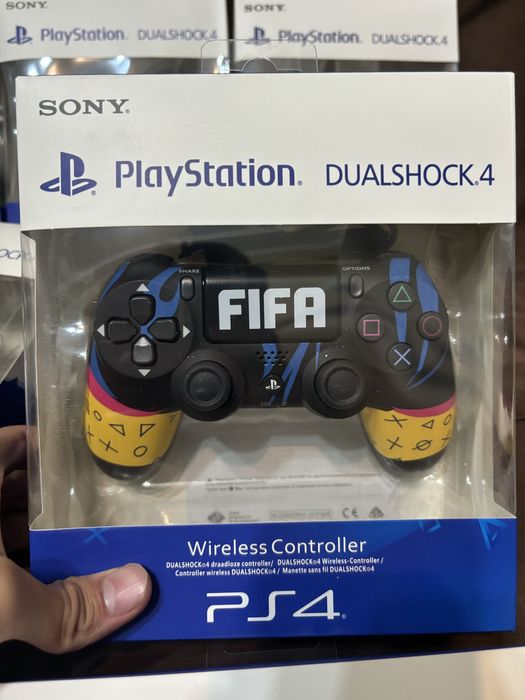 SONY
PlayStation® DUALSHOCK®4
SONY
PlayStation® DUALSHOCK®4
SONY®
PlayStation® DUALSHOCK®4
SHARE
OPTIONS
FIFA
Wireless Controller
DUALSHOCK®4 draadloze controller/ DUALSHOCK®4 Wireless-Controller /
Controller wireless DUALSHOCK®4 / Manette sans fil DUALSHOCK®4
PS4®